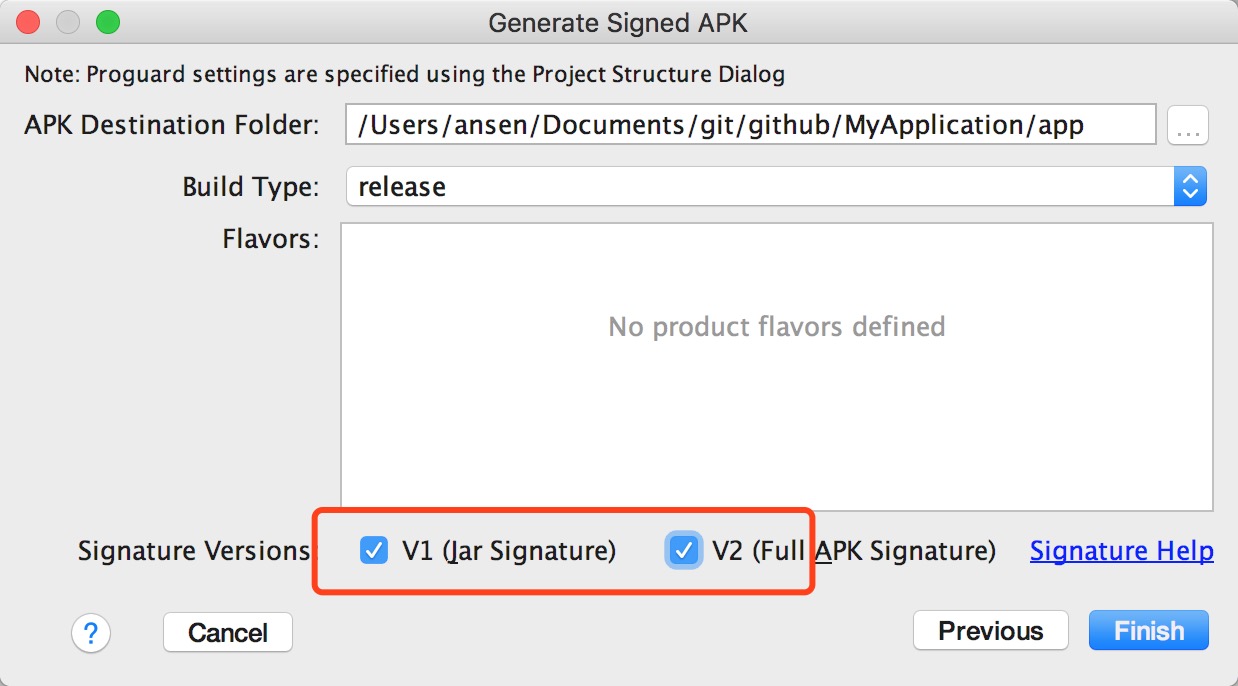 Generate Signed APK
Note: Proguard settings are specified using the Project Structure Dialog
APK Destination Folder: /Users/ansen/Documents/git/github/MyApplication/app ...
Build Type: release
Flavors:
No product flavors defined
Signature Versions: V1 (Jar Signature) V2 (Full APK Signature) Signature Help
? Cancel Previous Finish